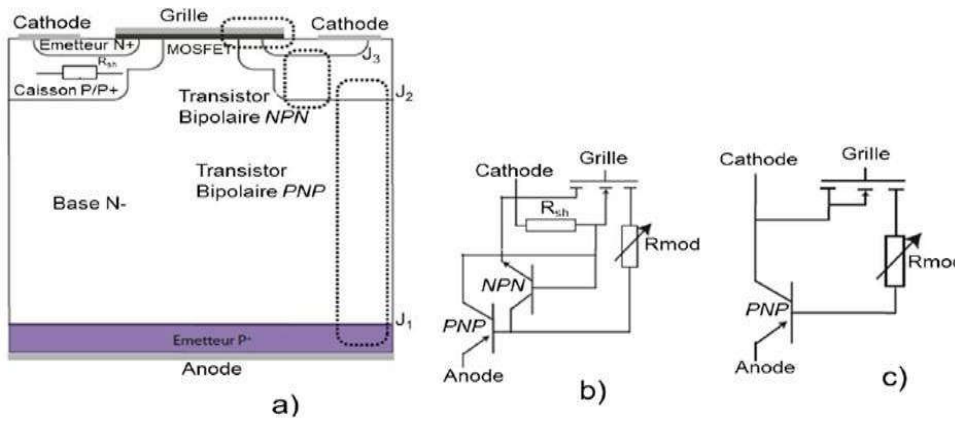 Cathode
Grille
Cathode
Emetteur N+
MOSFET
J3
Rsh
Caisson P/P+
J2
Transistor
Bipolaire NPN
Transistor
Bipolaire PNP
Base N-
J1
Emetteur P-
Anode
a)
Cathode
Grille
Rsh
Rmod
NPN
PNP
Anode
b)
Cathode
Grille
Rmod
PNP
Anode
c)